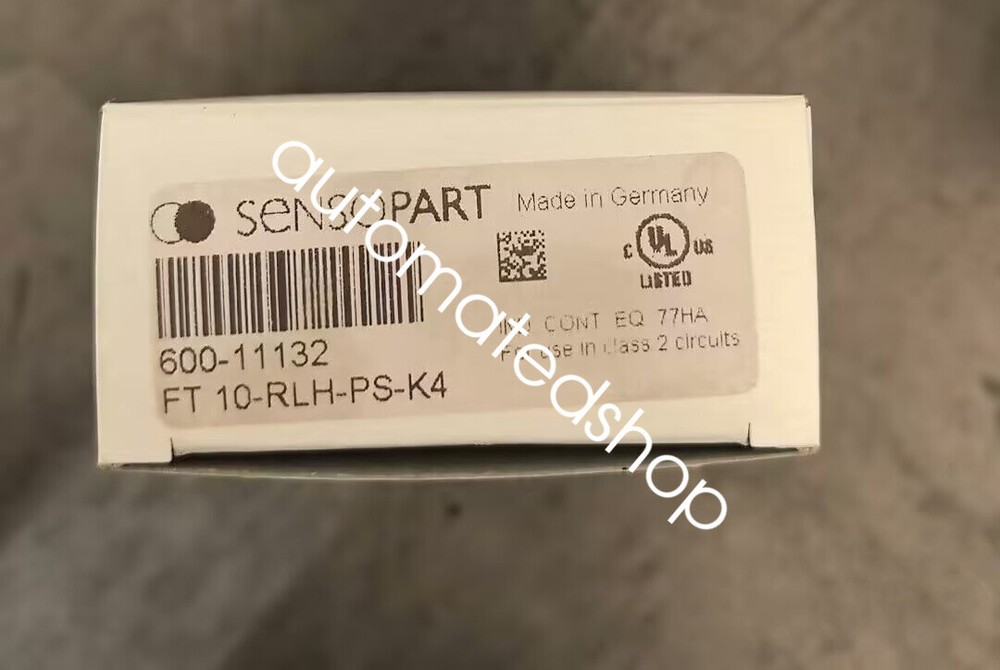 SENSOPART
Made in Germany
C UL US
LISTED
CONT EQ 77HA
For use in class 2 circuits
600-11132
FT 10-RLH-PS-K4
automatedshop